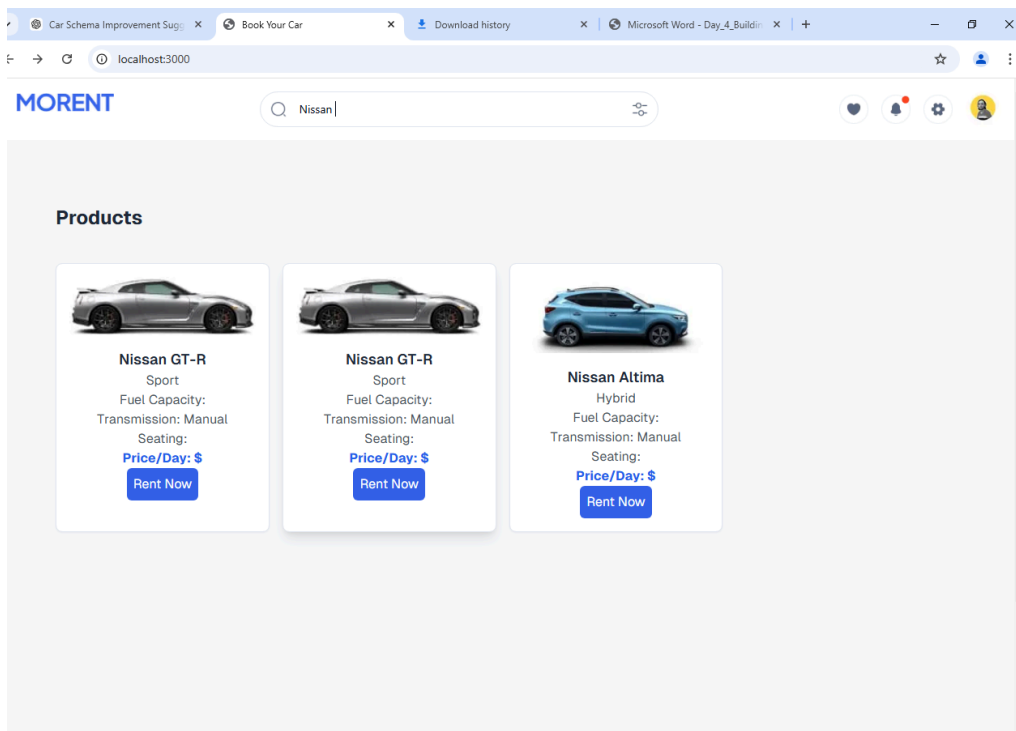 Car Schema Improvement Sugg
Book Your Car
Download history
Microsoft Word - Day_4_Buildin
localhost:3000
MORENT
Nissan
Products
Nissan GT-R
Sport
Fuel Capacity:
Transmission: Manual
Seating:
Price/Day: $
Rent Now
Nissan GT-R
Sport
Fuel Capacity:
Transmission: Manual
Seating:
Price/Day: $
Rent Now
Nissan Altima
Hybrid
Fuel Capacity:
Transmission: Manual
Seating:
Price/Day: $
Rent Now